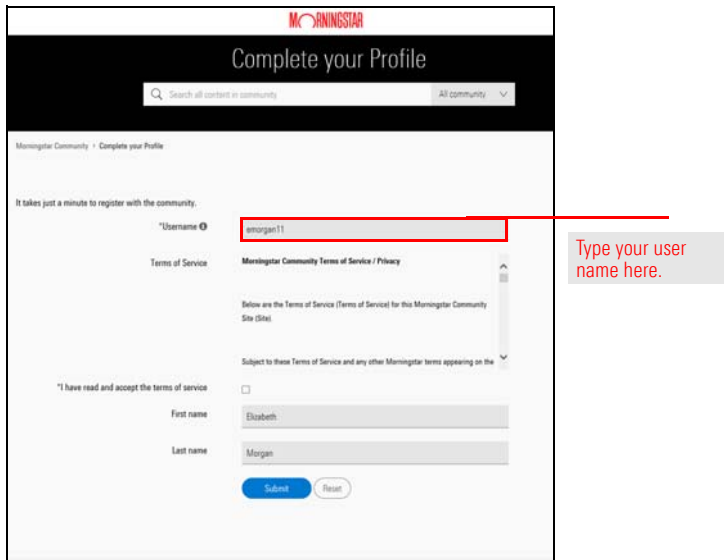 MORNINGSTAR
Complete your Profile
Search all content in community
All community
Morningstar Community › Complete your Profile
It takes just a minute to register with the community.
*Username
emorgan11
Type your user
name here.
Terms of Service
Morningstar Community Terms of Service / Privacy
Below are the Terms of Service (Terms of Service) for this Morningstar Community
Site (Site).
Subject to these Terms of Service and any other Morningstar terms appearing on the
*I have read and accept the terms of service
First name
Elizabeth
Last name
Morgan
Submit
Reset